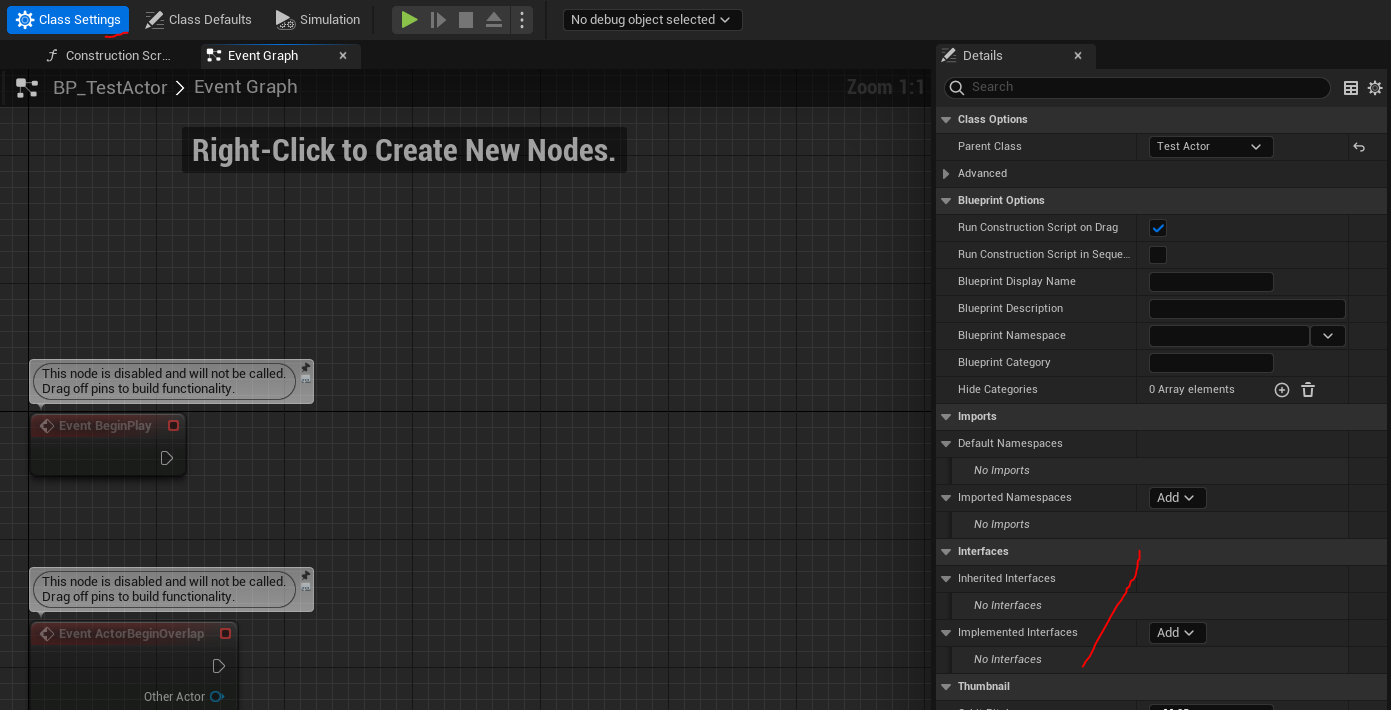 Class Settings
Class Defaults
Simulation
No debug object selected
Construction Scr...
Event Graph
Details
BP_TestActor > Event Graph
Zoom 1:1
Search
Right-Click to Create New Nodes.
Class Options
Parent Class
Test Actor
Advanced
Blueprint Options
Run Construction Script on Drag
Run Construction Script in Seque...
Blueprint Display Name
Blueprint Description
Blueprint Namespace
Blueprint Category
Hide Categories
0 Array elements
Imports
Default Namespaces
No Imports
Imported Namespaces
Add
No Imports
Interfaces
Inherited Interfaces
No Interfaces
Implemented Interfaces
Add
No Interfaces
Thumbnail
This node is disabled and will not be called.
Drag off pins to build functionality.
Event BeginPlay
This node is disabled and will not be called.
Drag off pins to build functionality.
Event ActorBeginOverlap
Other Actor